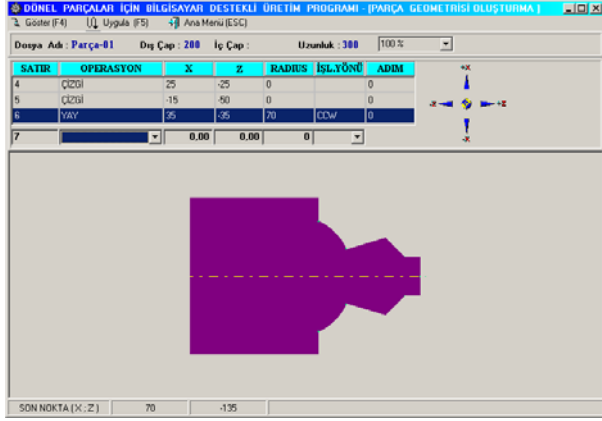 DÖNEL PARÇALAR İÇİN BİLGİSAYAR DESTEKLİ ÜRETİM PROGRAMI - [PARÇA GEOMETRİSİ OLUŞTURMA ]
Göster(F4) Uygula (F5) Ana Menü (ESC)
Dosya Adı : Parça-01 Dış Çap : 200 İç Çap : Uzunluk : 300 100 %
SATIR OPERASYON X Z RADIUS İŞL.YÖNÜ ADIM
4 ÇİZGİ 25 -25 0 0
5 ÇİZGİ -15 -50 0 0
6 YAY 35 -35 70 CCW 0
7 0,00 0,00 0
+X
-Z +Z
-X
SON NOKTA ( X ; Z ) 70 -135